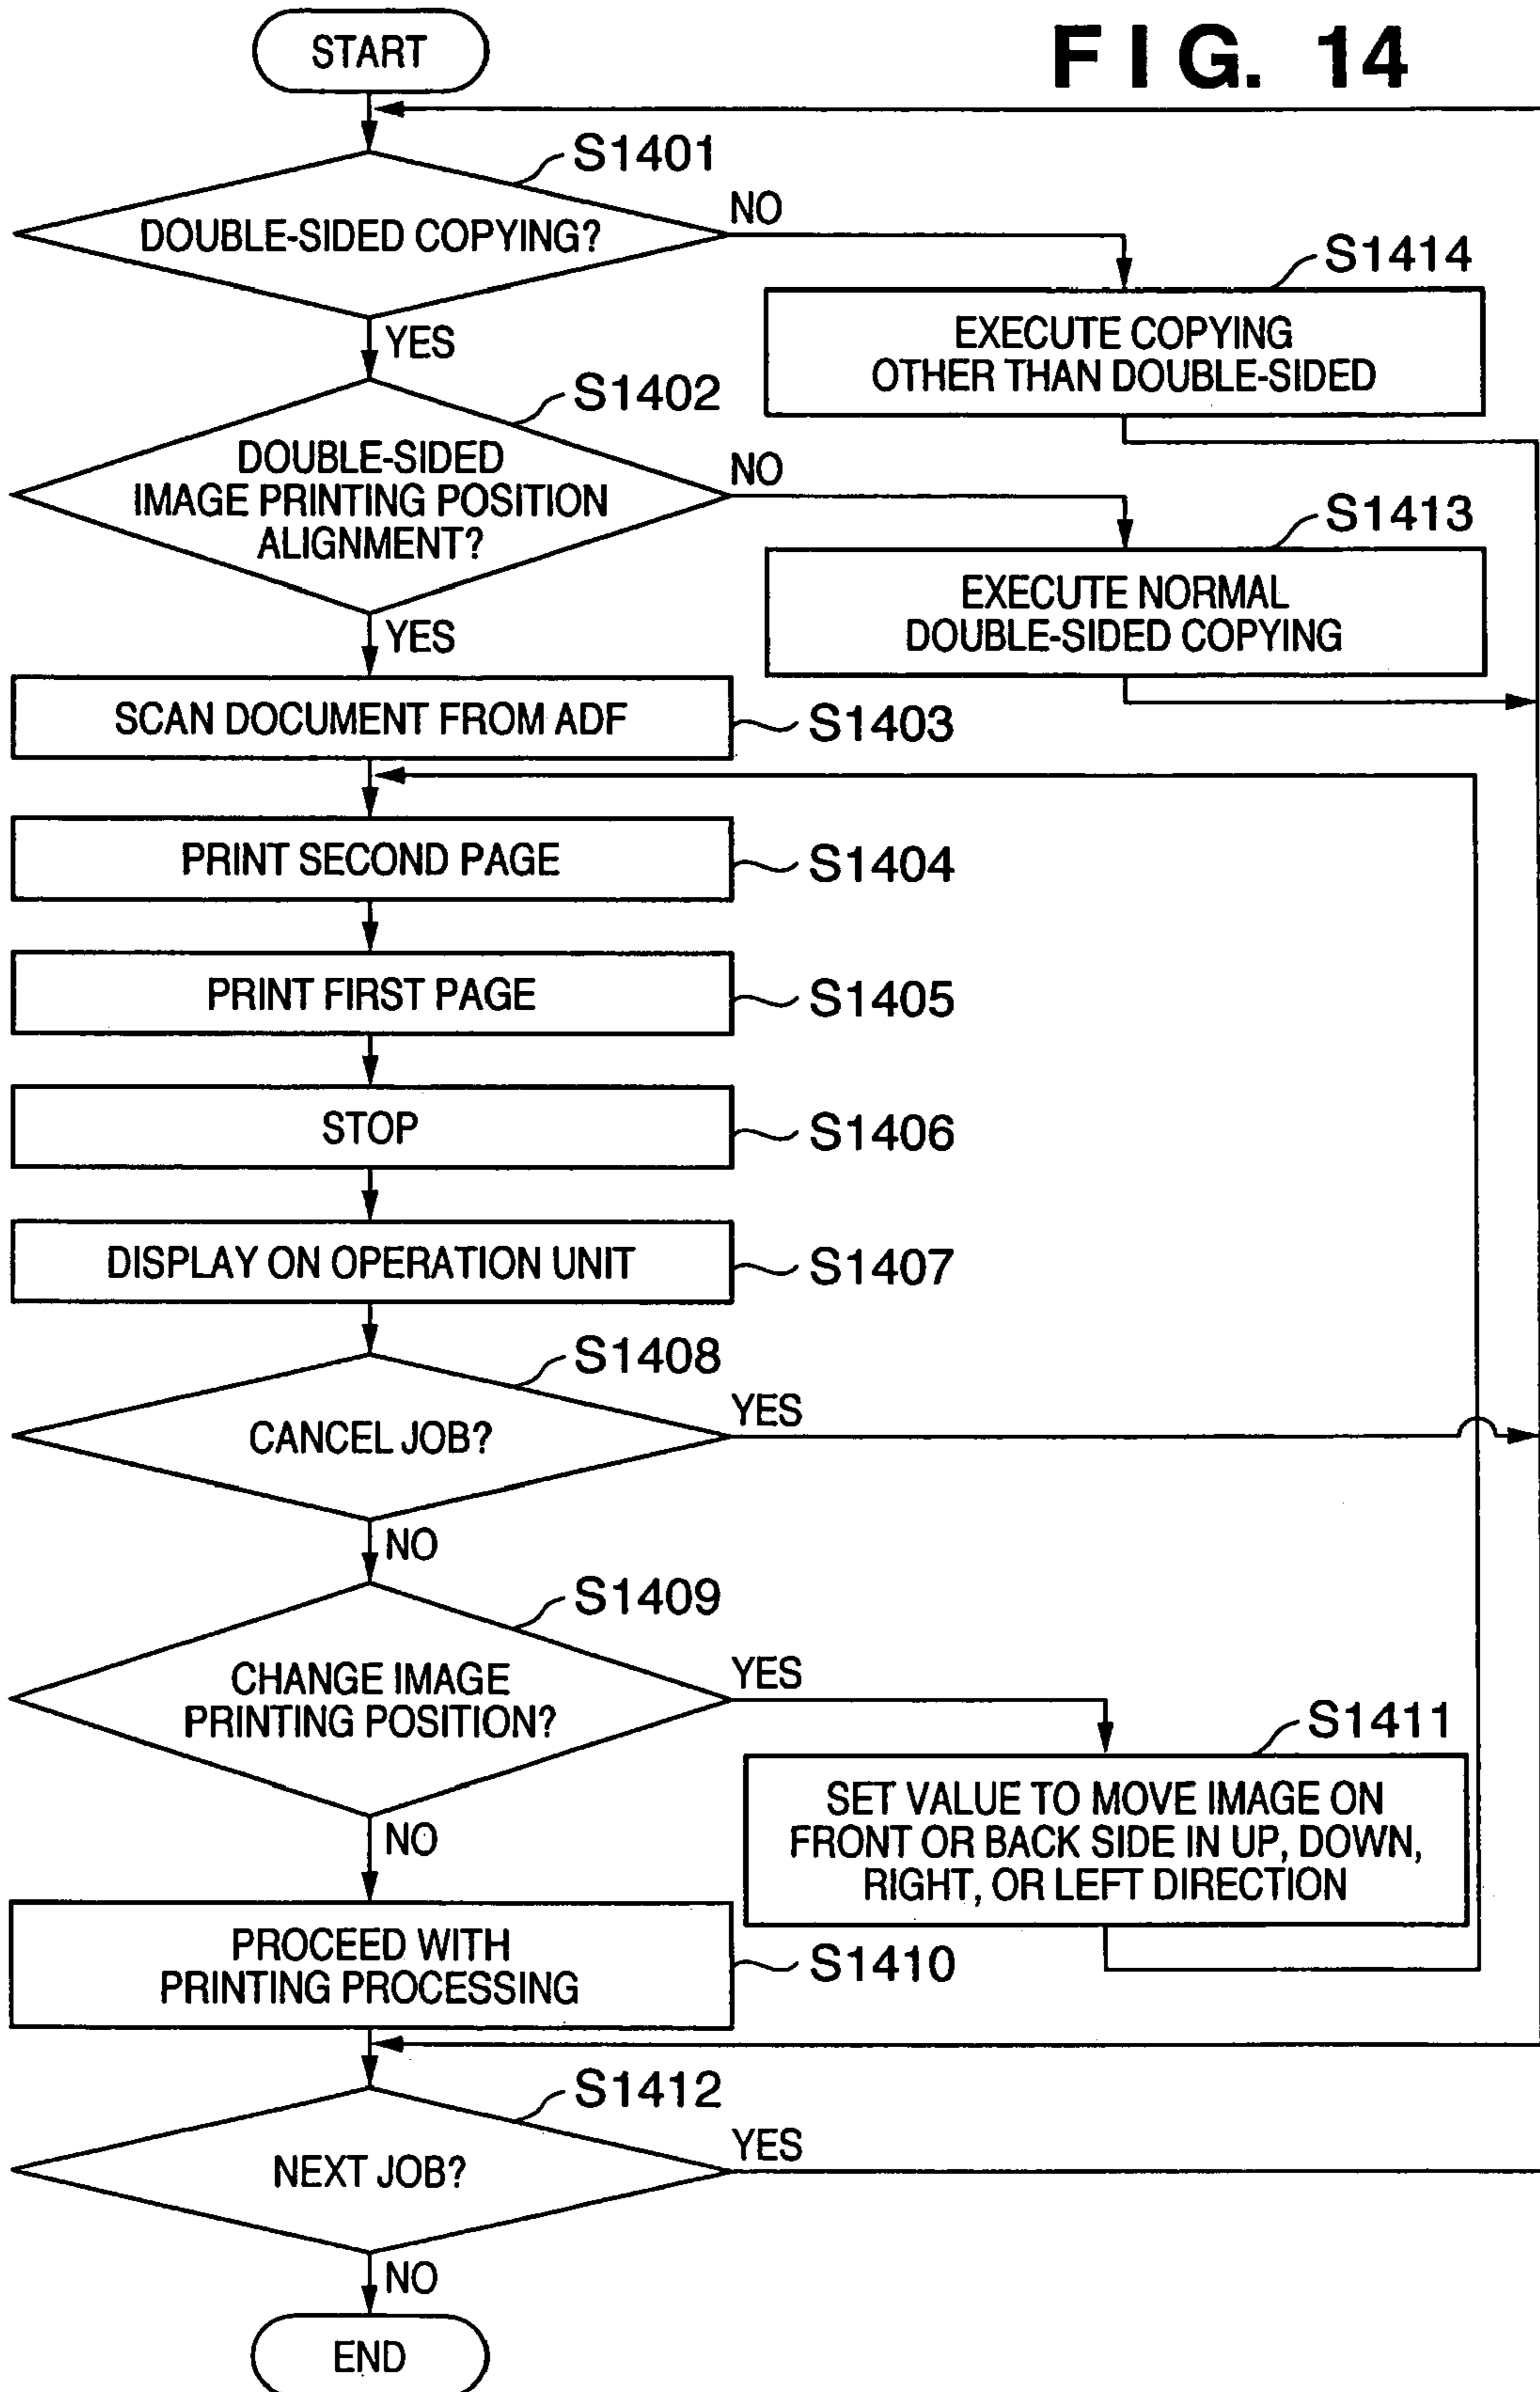 START
F I G. 14
S1401
DOUBLE-SIDED COPYING?
NO
S1414
EXECUTE COPYING
OTHER THAN DOUBLE-SIDED
YES
S1402
DOUBLE-SIDED
IMAGE PRINTING POSITION
ALIGNMENT?
NO
S1413
EXECUTE NORMAL
DOUBLE-SIDED COPYING
YES
SCAN DOCUMENT FROM ADF
S1403
PRINT SECOND PAGE
S1404
PRINT FIRST PAGE
S1405
STOP
S1406
DISPLAY ON OPERATION UNIT
S1407
S1408
CANCEL JOB?
YES
NO
S1409
CHANGE IMAGE
PRINTING POSITION?
YES
S1411
SET VALUE TO MOVE IMAGE ON
FRONT OR BACK SIDE IN UP, DOWN,
RIGHT, OR LEFT DIRECTION
NO
PROCEED WITH
PRINTING PROCESSING
S1410
S1412
NEXT JOB?
YES
NO
END